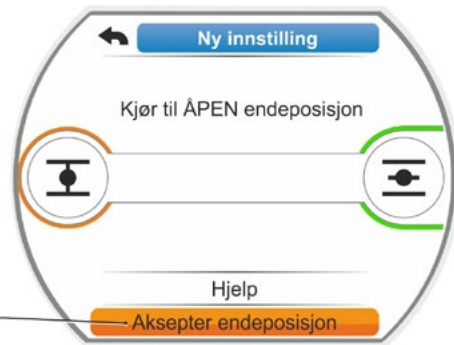 Ny innstilling
Kjør til ÅPEN endeposisjon
Hjelp
Aksepter endeposisjon